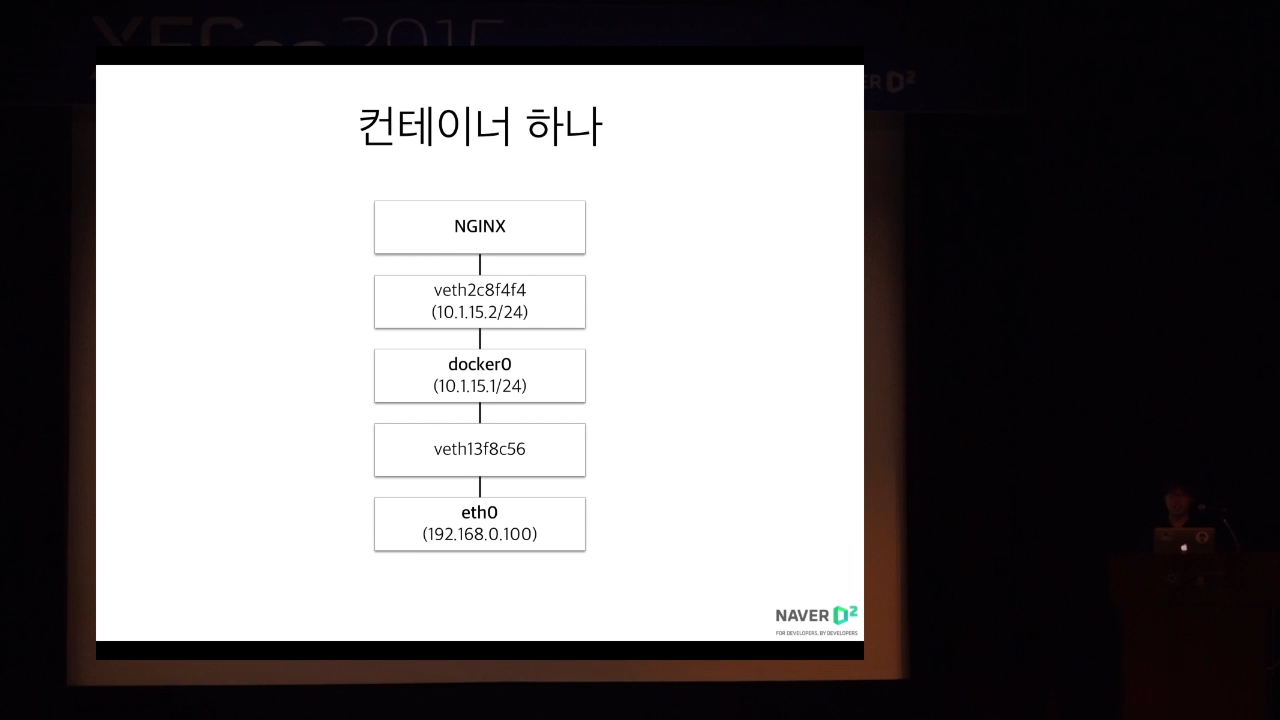 컨테이너 하나
NGINX
veth2c8f4f4
(10.1.15.2/24)
docker0
(10.1.15.1/24)
veth13f8c56
eth0
(192.168.0.100)
NAVER D2
FOR DEVELOPERS, BY DEVELOPERS
2015